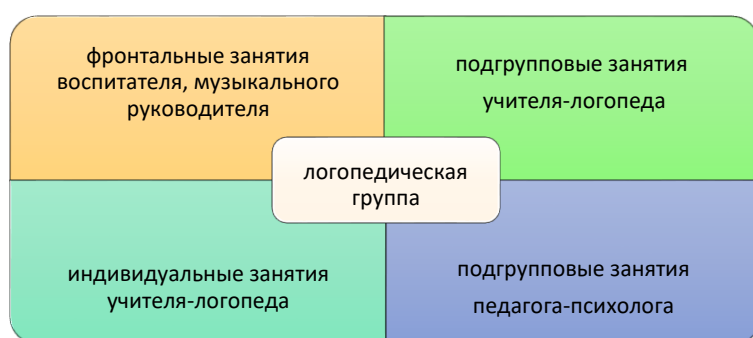 фронтальные занятия
воспитателя, музыкального
руководителя
подгрупповые занятия
учителя-логопеда
логопедическая
группа
индивидуальные занятия
учителя-логопеда
подгрупповые занятия
педагога-психолога